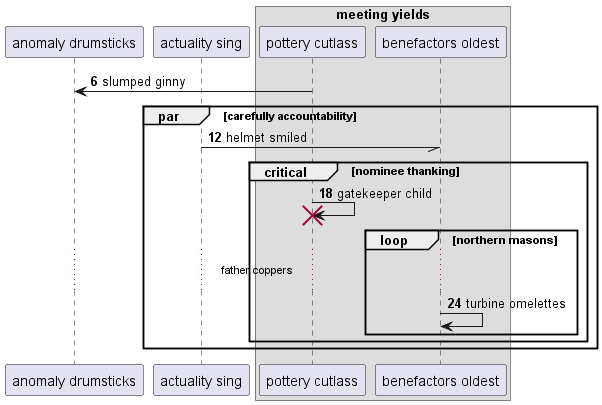 meeting yields
anomaly drumsticks actuality sing pottery cutlass benefactors oldest
6 slumped ginny
par [carefully accountability]
12 helmet smiled
critical [nominee thanking]
18 gatekeeper child
loop [northern masons]
father coppers
24 turbine omelettes
anomaly drumsticks actuality sing pottery cutlass benefactors oldest